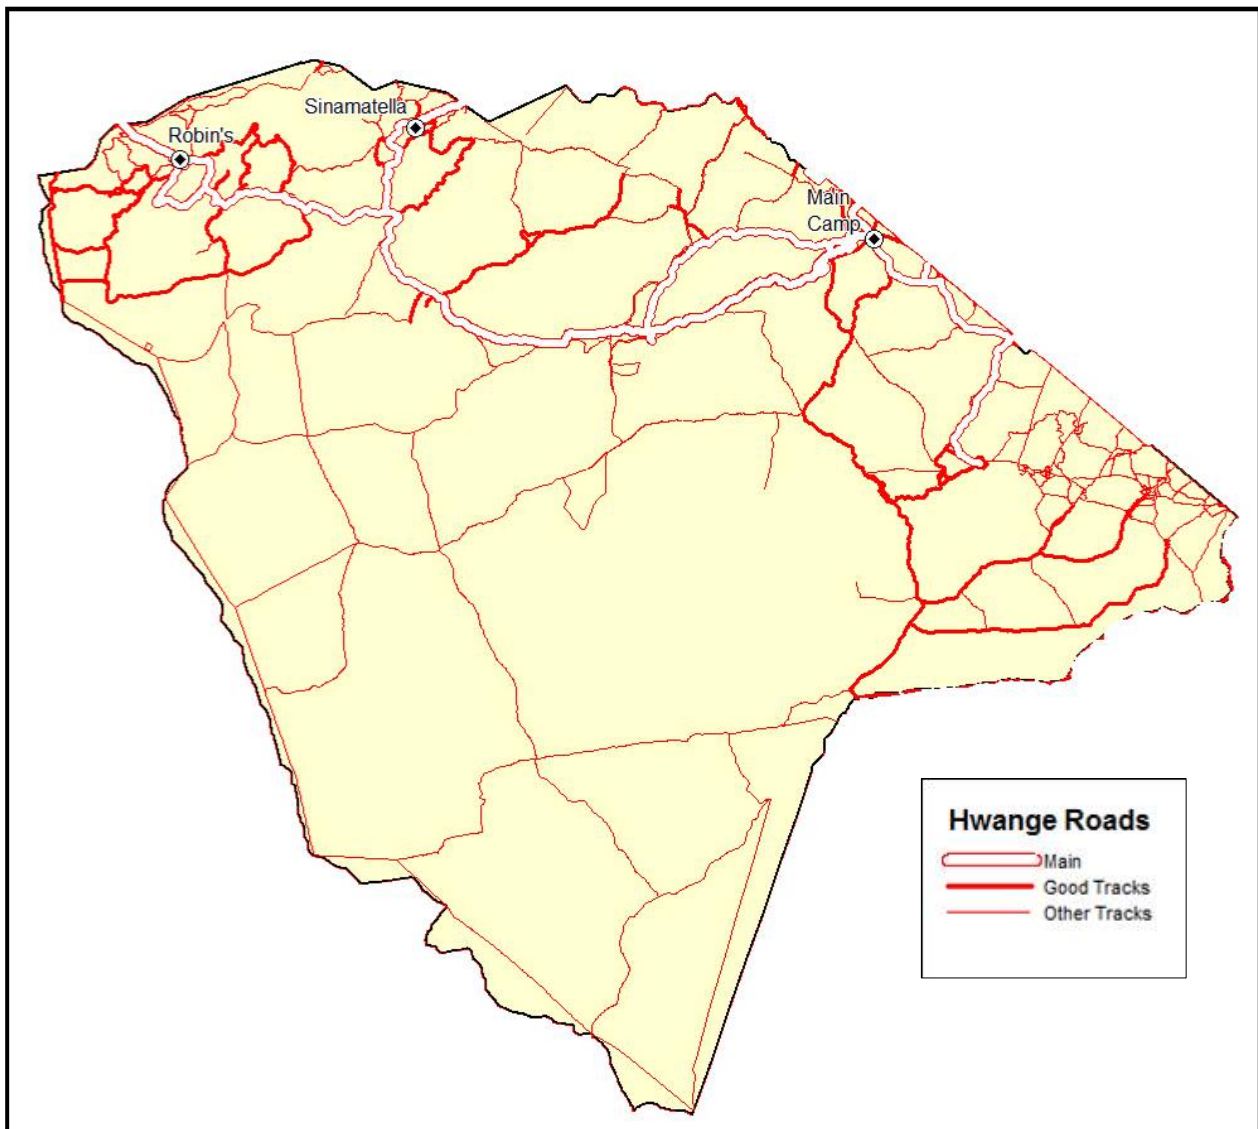 Sinamatella
Robin's
Main
Camp
Hwange Roads
Main
Good Tracks
Other Tracks